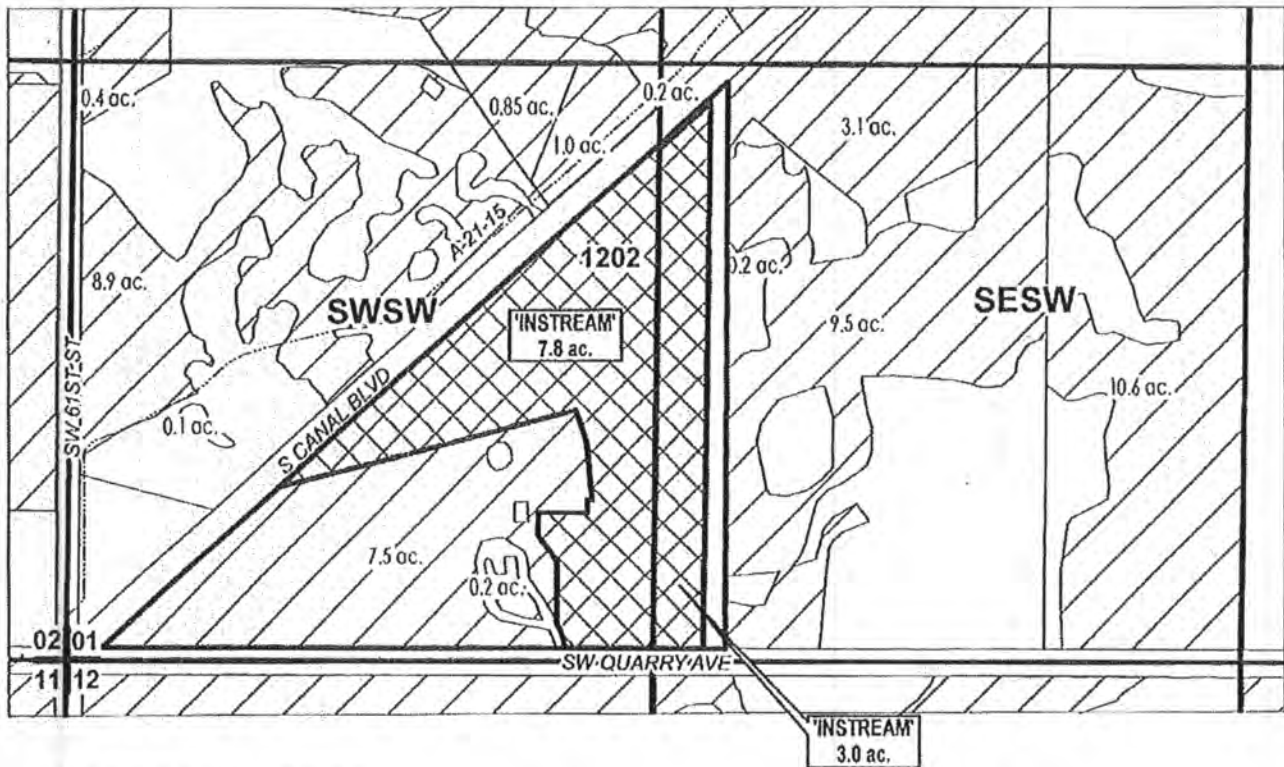 0.4 ac.
0.85 ac.
0.2 ac.
1.0 ac.
3.1 ac.
A-21-15
1202
0.2 ac.
8.9 ac.
SWSW
SESW
'INSTREAM'
7.8 ac.
9.5 ac.
SW 61ST ST
S CANAL BLVD
0.1 ac.
10.6 ac.
7.5 ac.
0.2 ac.
02 01
SW QUARRY AVE
11 12
'INSTREAM'
3.0 ac.